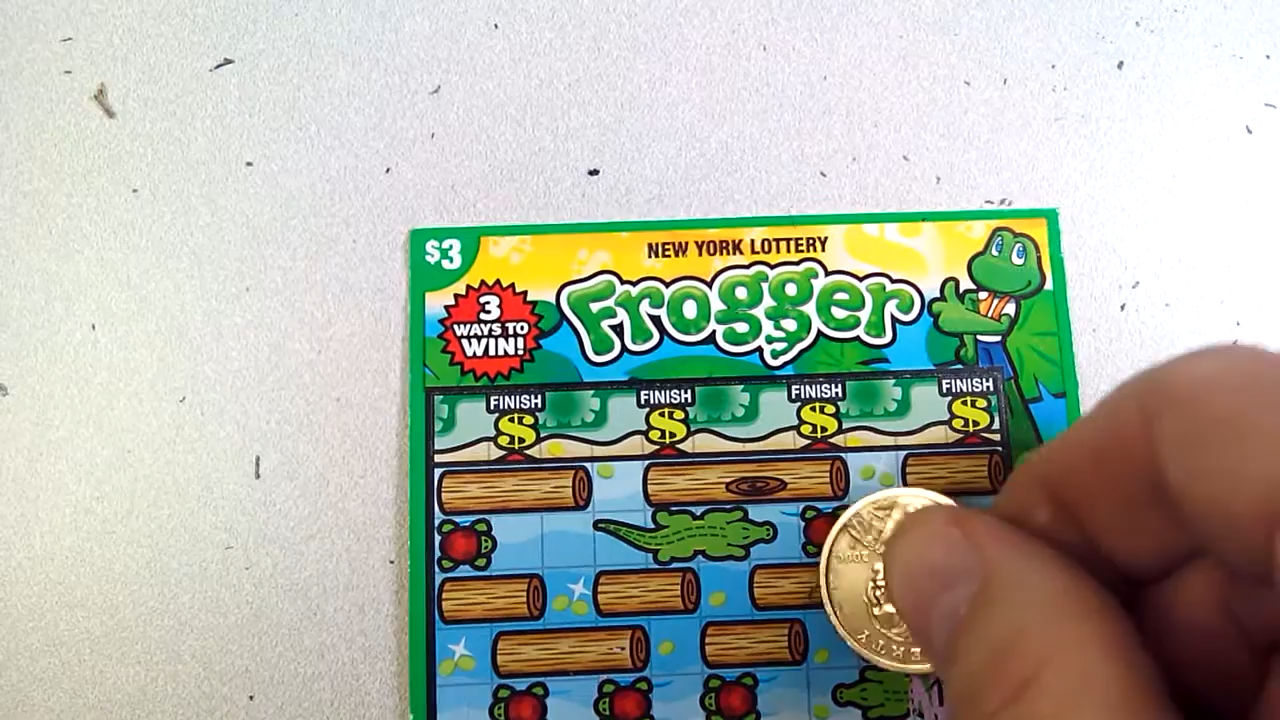 $3
NEW YORK LOTTERY
Frogger
3
WAYS TO
WIN!
FINISH FINISH FINISH FINISH
$ $ $ $